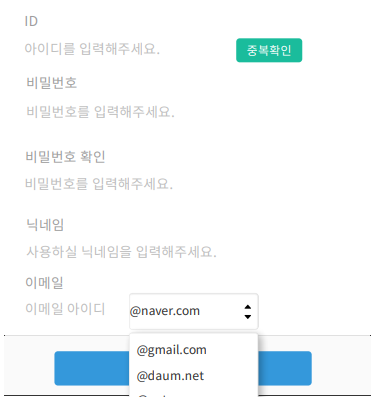 ID
아이디를 입력해주세요. 중복확인
비밀번호
비밀번호를 입력해주세요.
비밀번호 확인
비밀번호를 입력해주세요.
닉네임
사용하실 닉네임을 입력해주세요.
이메일
이메일 아이디 @naver.com
@gmail.com
@daum.net